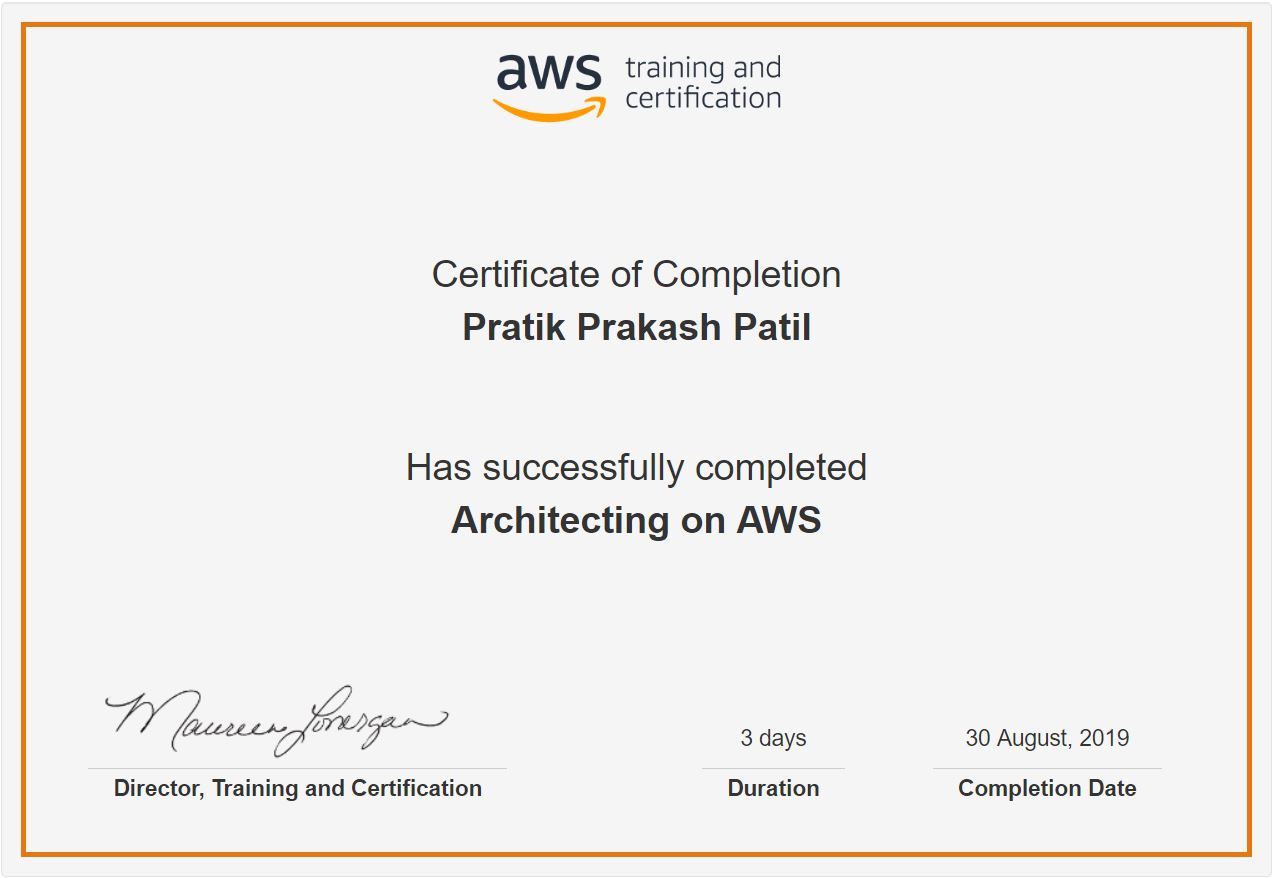 aws training and
certification
Certificate of Completion
Pratik Prakash Patil
Has successfully completed
Architecting on AWS
Maureen Lonergan
Director, Training and Certification
3 days
Duration
30 August, 2019
Completion Date